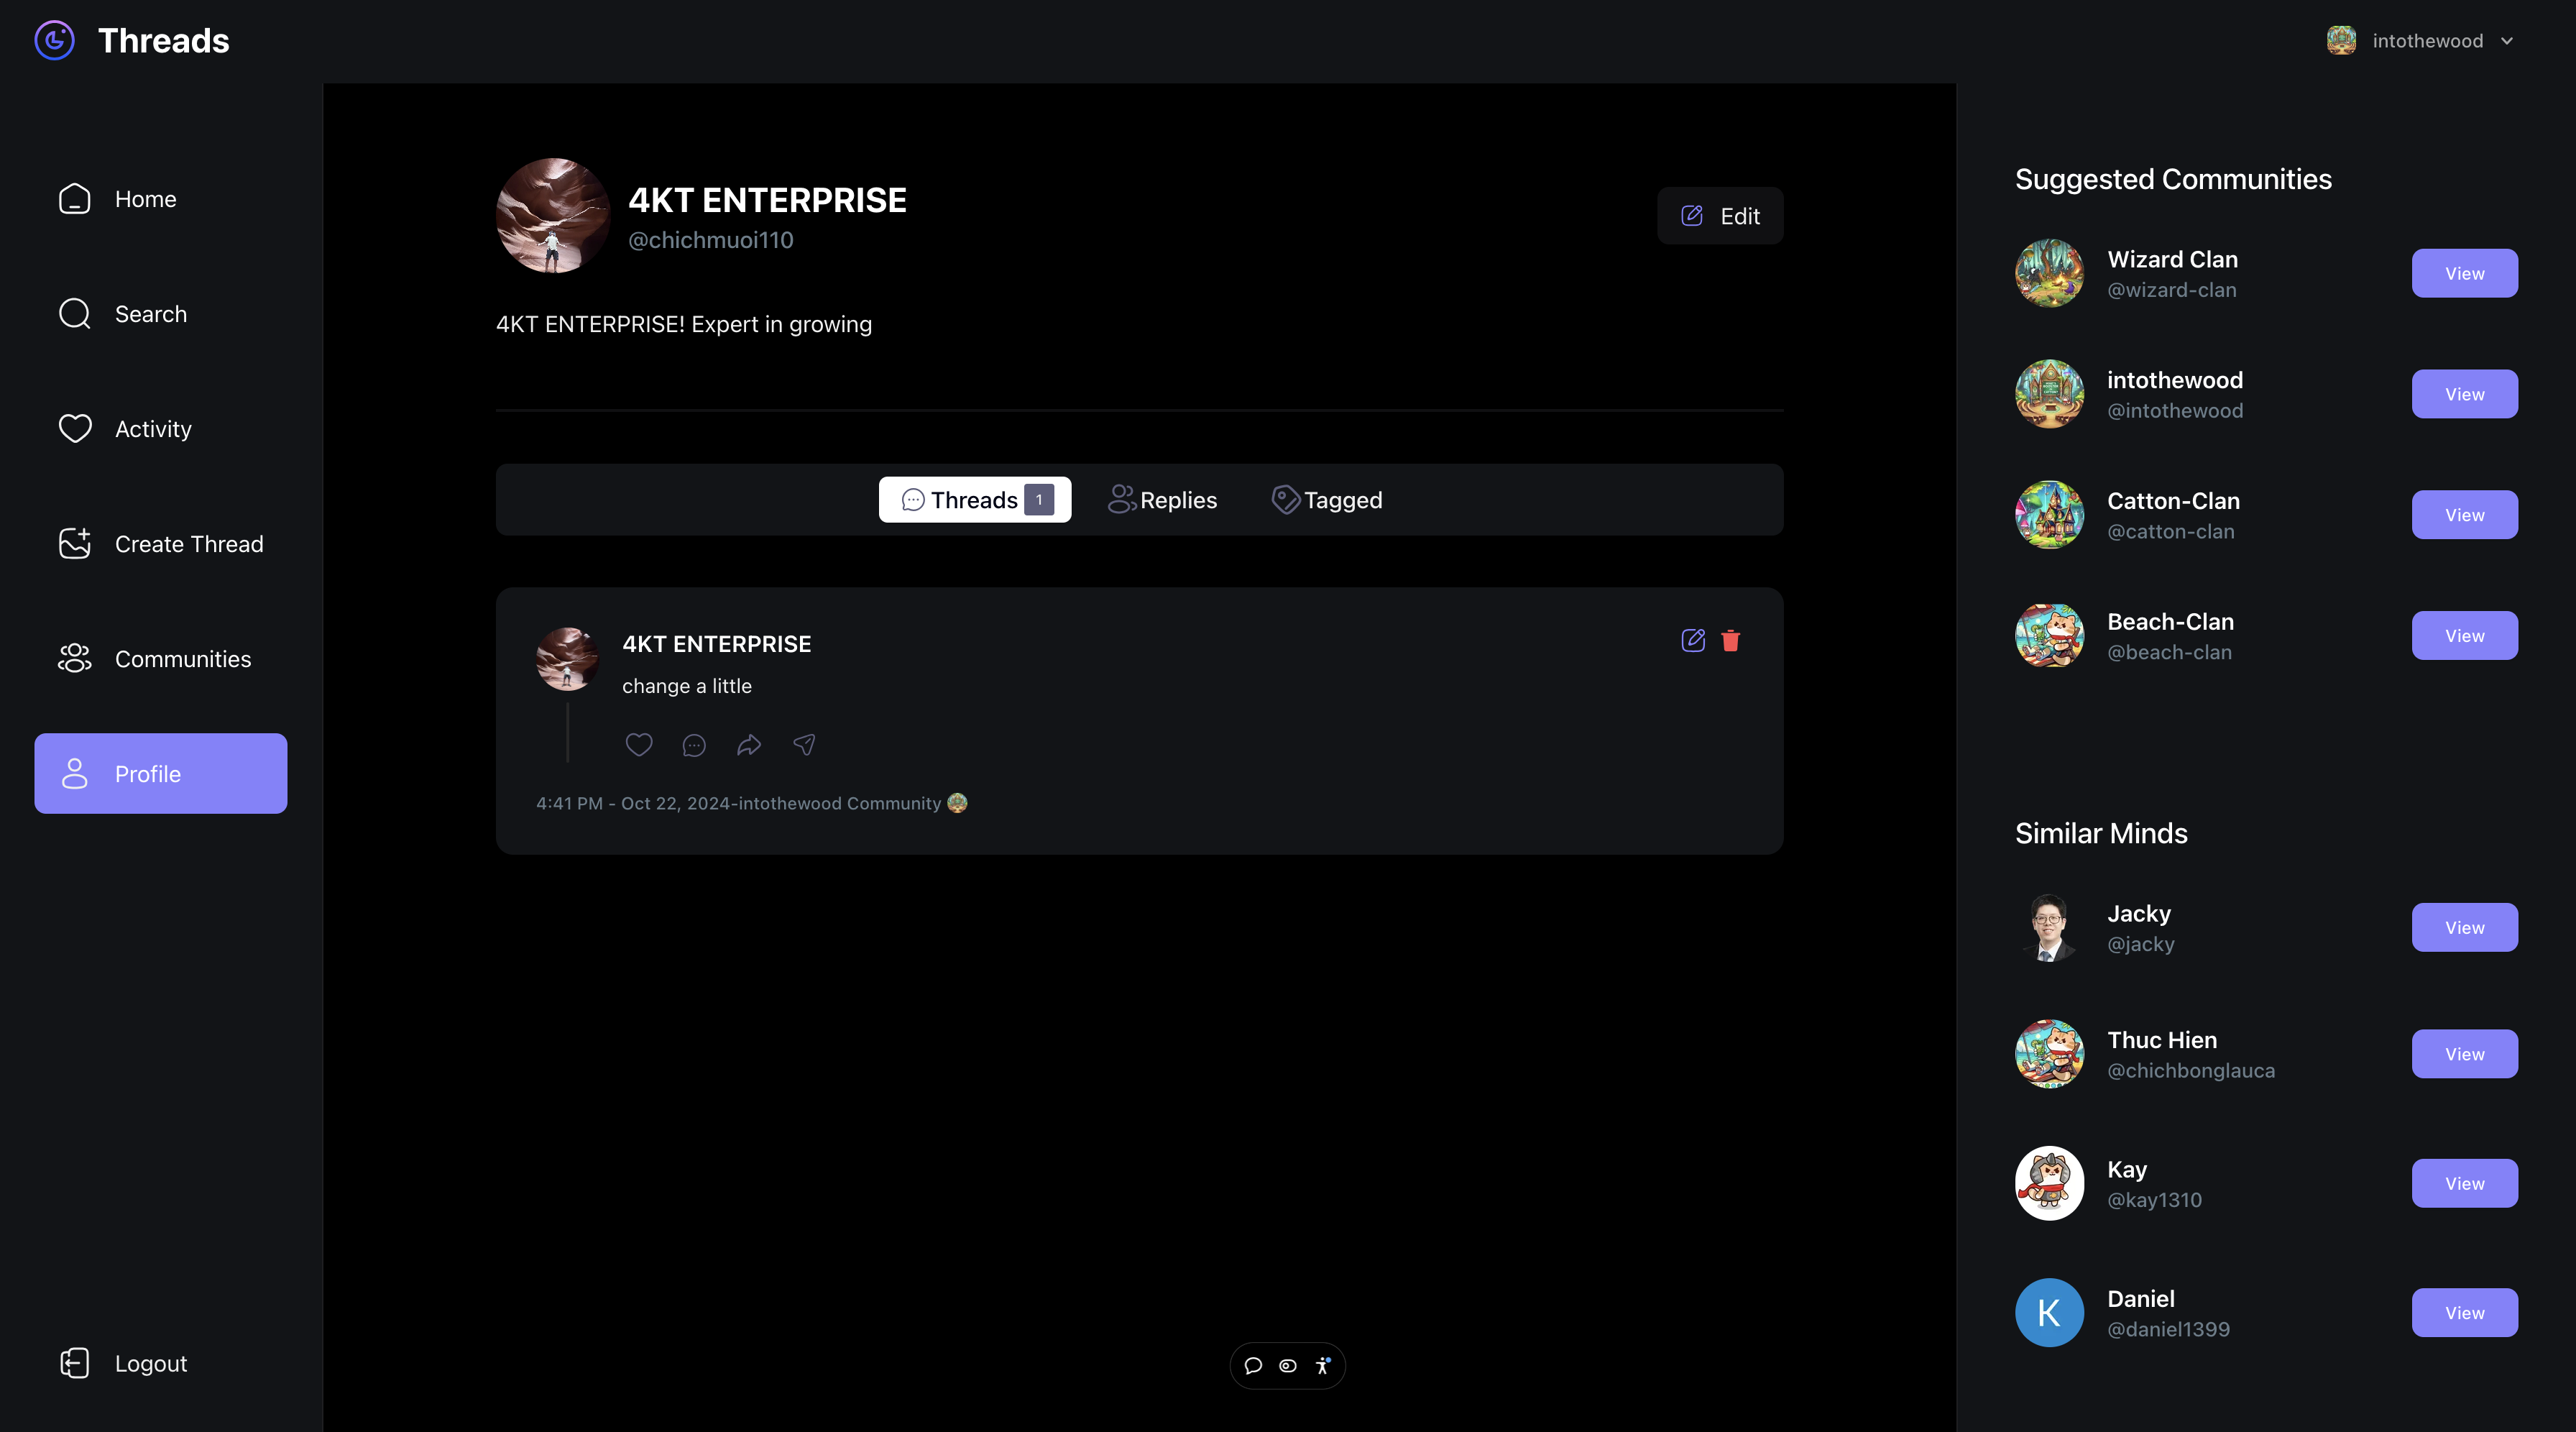 Threads
intothewood
Home
Search
Activity
Create Thread
Communities
Profile
Logout
4KT ENTERPRISE
@chichmuoi110
Edit
4KT ENTERPRISE! Expert in growing
Threads 1
Replies
Tagged
4KT ENTERPRISE
change a little
4:41 PM - Oct 22, 2024-intothewood Community
Suggested Communities
Wizard Clan
@wizard-clan
View
intothewood
@intothewood
View
Catton-Clan
@catton-clan
View
Beach-Clan
@beach-clan
View
Similar Minds
Jacky
@jacky
View
Thuc Hien
@chichbonglauca
View
Kay
@kay1310
View
K
Daniel
@daniel1399
View